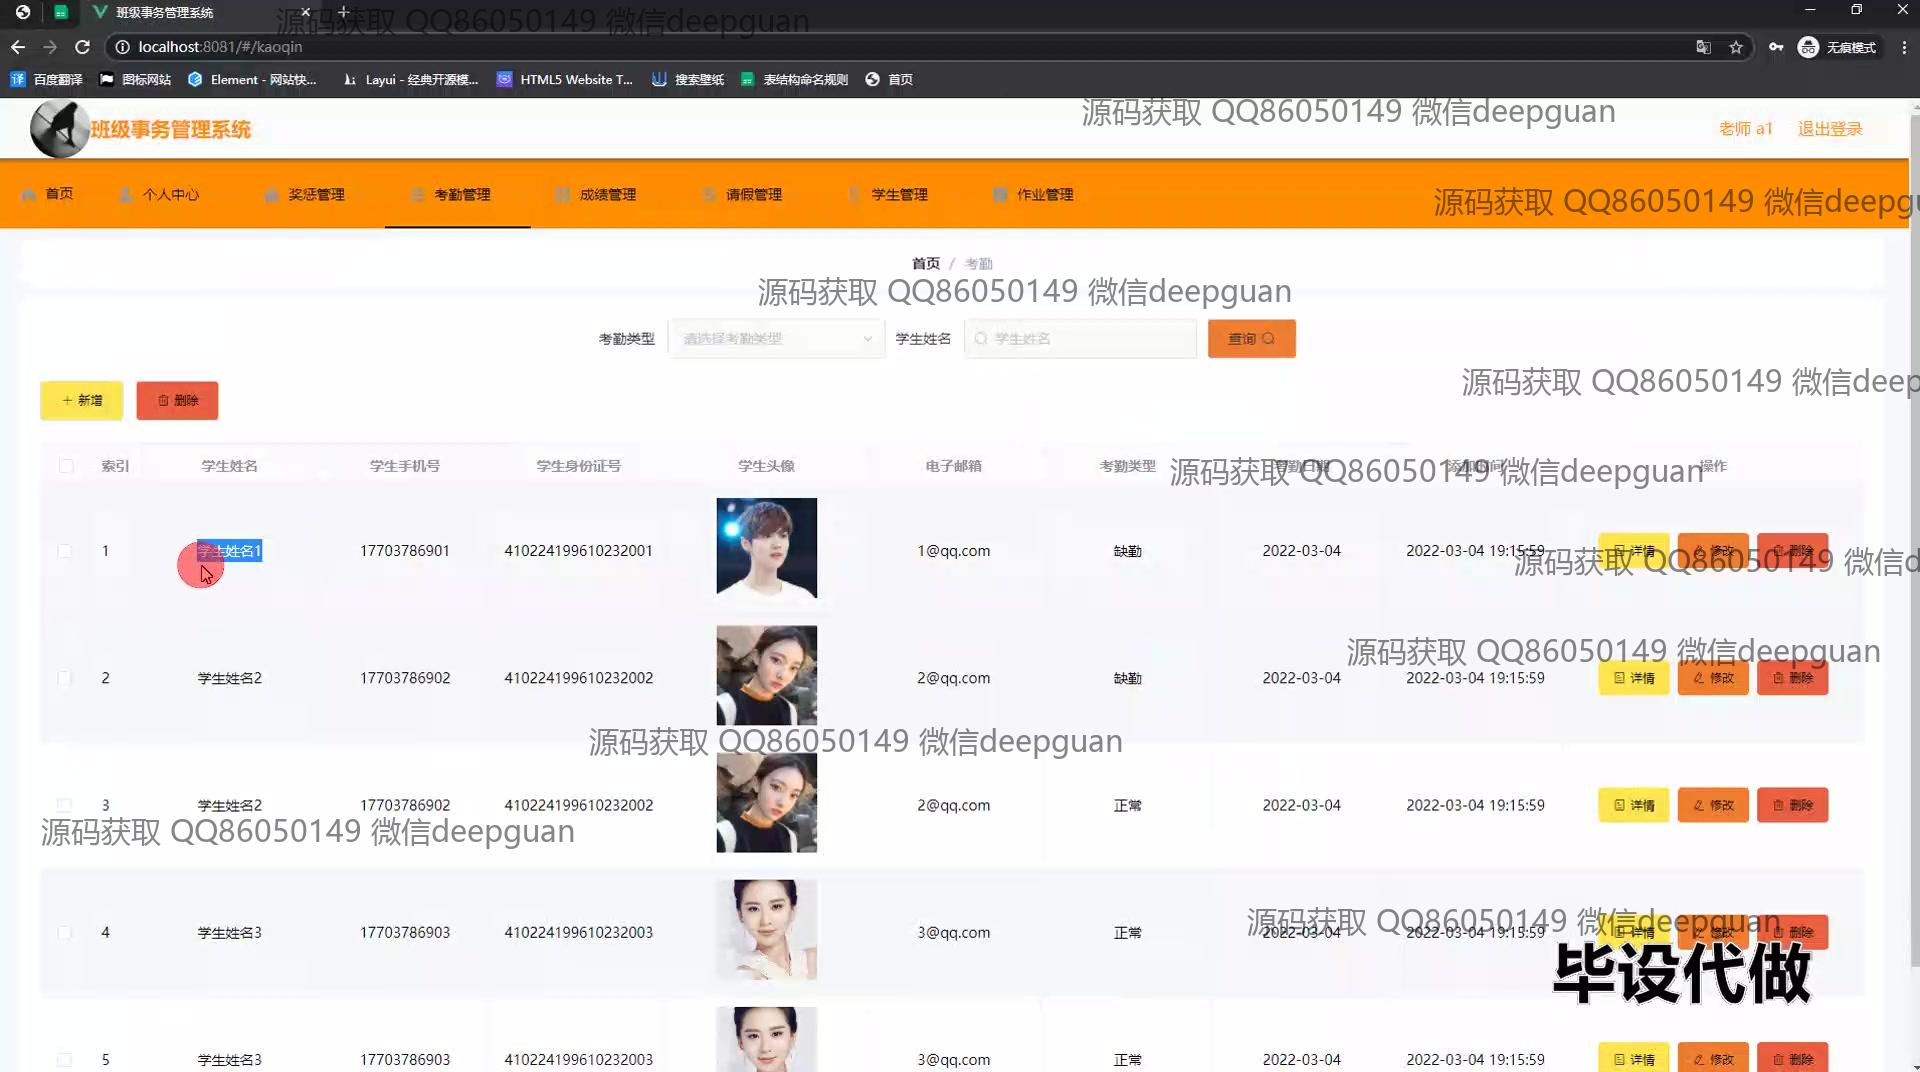 班级事务管理系统
源码获取 QQ86050149 微信deepguan
localhost:8081/#/kaoqin
无痕模式
百度翻译 图标网站 Element - 网站快... Layui - 经典开源模... HTML5 Website T... 搜索壁纸 表结构命名规则 首页
源码获取 QQ86050149 微信deepguan
班级事务管理系统 老师 a1 退出登录
首页 个人中心 奖惩管理 考勤管理 成绩管理 请假管理 学生管理 作业管理
源码获取 QQ86050149 微信deepgu
首页 / 考勤
源码获取 QQ86050149 微信deepguan
考勤类型 请选择考勤类型 学生姓名 学生姓名 查询
源码获取 QQ86050149 微信deep
+ 新增 删除
索引 学生姓名 学生手机号 学生身份证号 学生头像 电子邮箱 考勤类型 考勤日期 添加时间 操作
源码获取 QQ86050149 微信deepguan
1 学生姓名1 17703786901 410224199610232001 1@qq.com 缺勤 2022-03-04 2022-03-04 19:15:59 详情 修改 删除
源码获取 QQ86050149 微信d
源码获取 QQ86050149 微信deepguan
2 学生姓名2 17703786902 410224199610232002 2@qq.com 缺勤 2022-03-04 2022-03-04 19:15:59 详情 修改 删除
源码获取 QQ86050149 微信deepguan
3 学生姓名2 17703786902 410224199610232002 2@qq.com 正常 2022-03-04 2022-03-04 19:15:59 详情 修改 删除
源码获取 QQ86050149 微信deepguan
源码获取 QQ86050149 微信deepguan
4 学生姓名3 17703786903 410224199610232003 3@qq.com 正常 2022-03-04 2022-03-04 19:15:59 详情 修改 删除
毕设代做
5 学生姓名3 17703786903 410224199610232003 3@qq.com 正常 2022-03-04 2022-03-04 19:15:59 详情 修改 删除